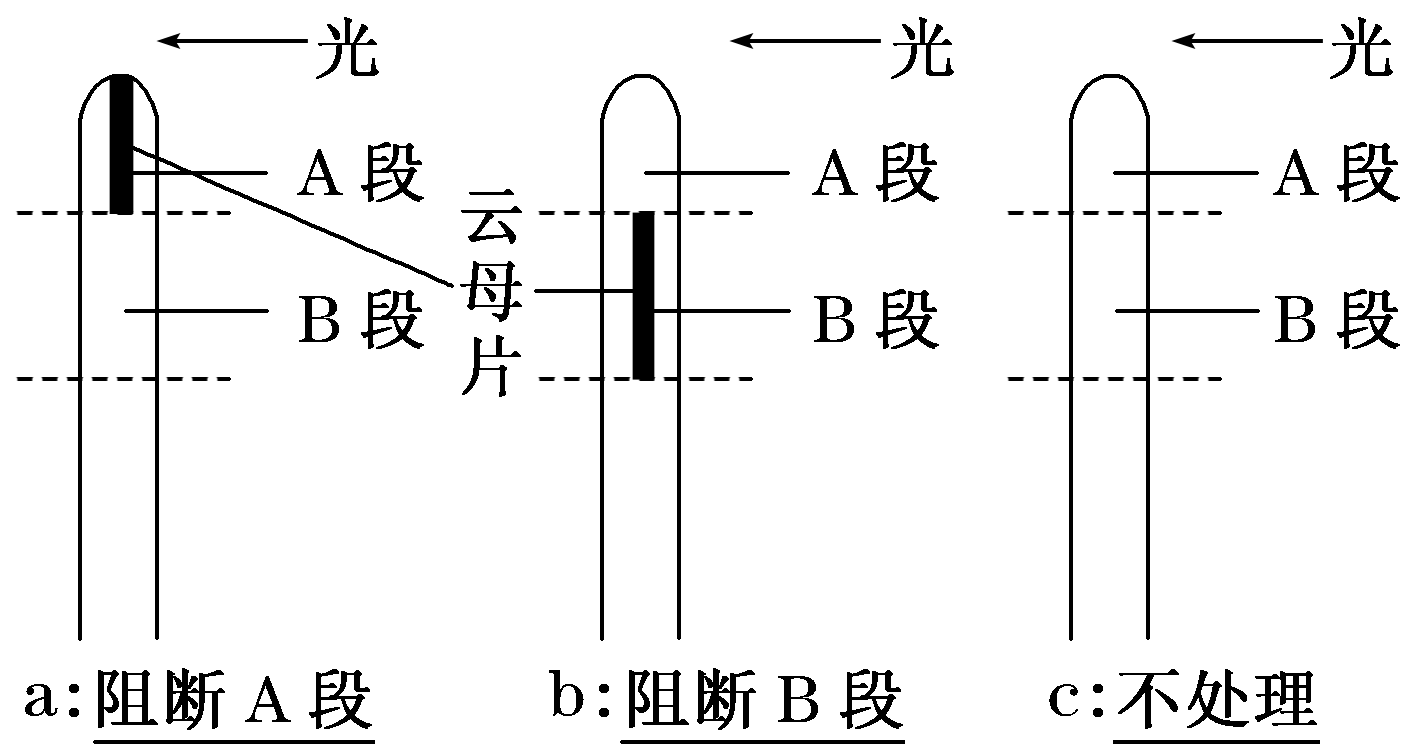 光 光 光
A 段 A 段 A 段
云母片
B 段 B 段 B 段
a:阻断 A 段 b:阻断 B 段 c:不处理